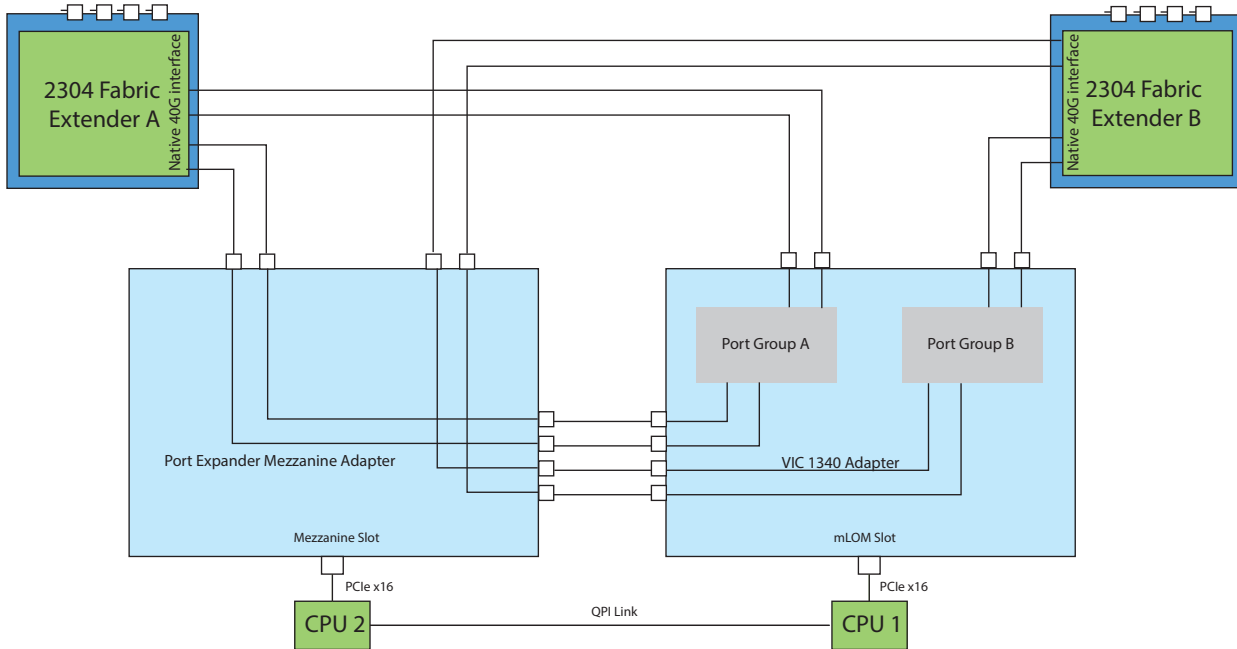 2304 Fabric
Extender A
Native 40G interface
Native 40G interface
2304 Fabric
Extender B
Port Group A
Port Group B
Port Expander Mezzanine Adapter
VIC 1340 Adapter
Mezzanine Slot
mLOM Slot
PCIe x16
PCIe x16
CPU 2
QPI Link
CPU 1